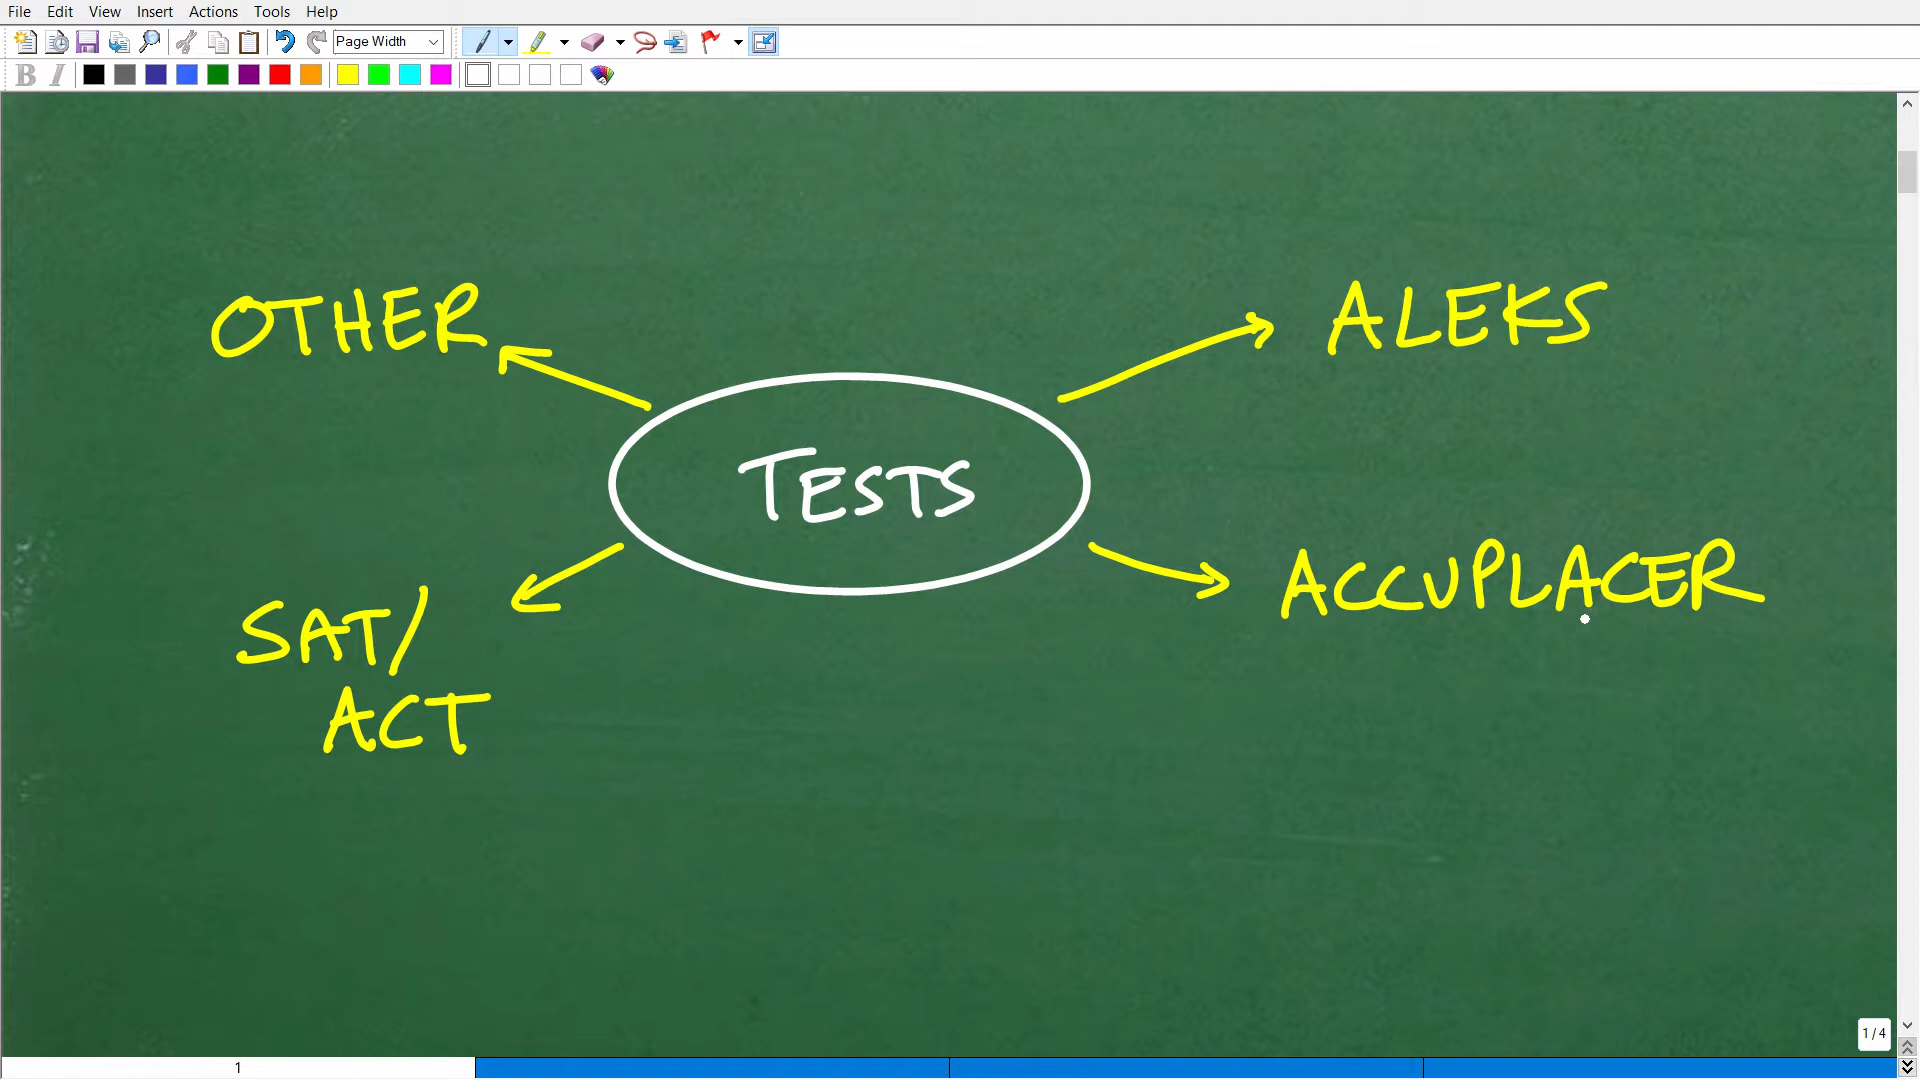 File Edit View Insert Actions Tools Help
Page Width
B I
OTHER
ALEKS
TESTS
SAT/
ACT
ACCUPLACER
1 / 4
1